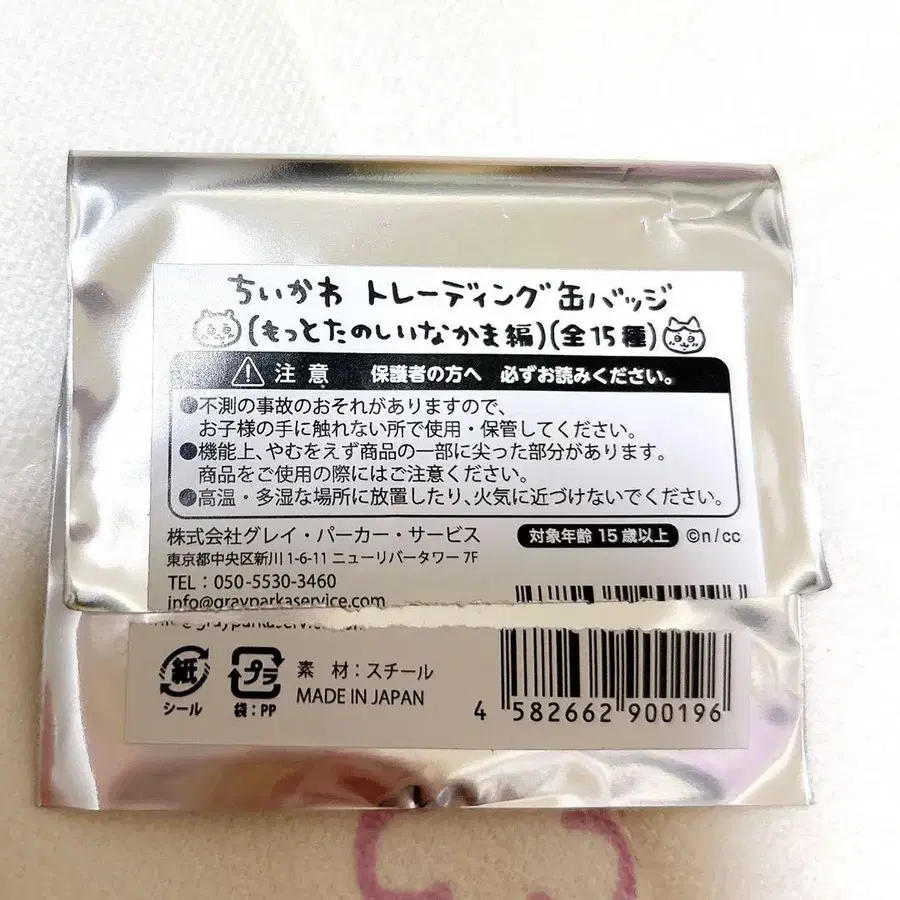 ちいかわ トレーディング缶バッジ
(もっとたのしいなかま編)(全15種)
注意 保護者の方へ 必ずお読みください。
●不測の事故のおそれがありますので、
お子様の手に触れない所で使用・保管してください。
●機能上、やむをえず商品の一部に尖った部分があります。
商品をご使用の際にはご注意ください。
●高温・多湿な場所に放置したり、火気に近づけないでください。
株式会社グレイ・パーカー・サービス
対象年齢15歳以上 ©n/cc
東京都中央区新川1-6-11 ニューリバータワー7F
TEL:050-5530-3460
info@grayparkaservice.com
紙 プラ 素 材:スチール
シール 袋:PP MADE IN JAPAN
4 582662 900196